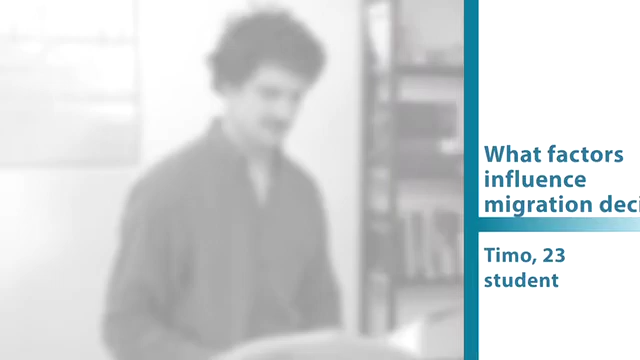 What factors
influence
migration deci
Timo, 23
student